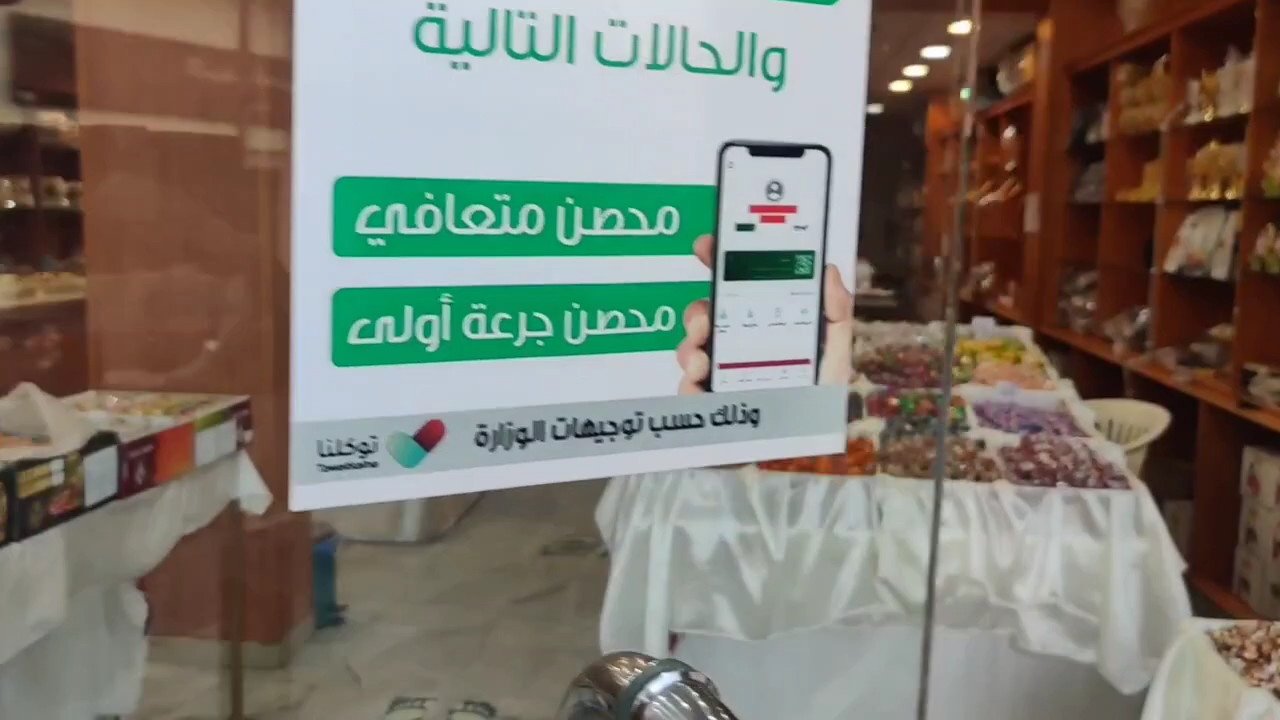 والحالات التالية
محصن متعافي
محصن جرعة أولى
وذلك حسب توجيهات الوزارة
توكلنا
Tawakkalna